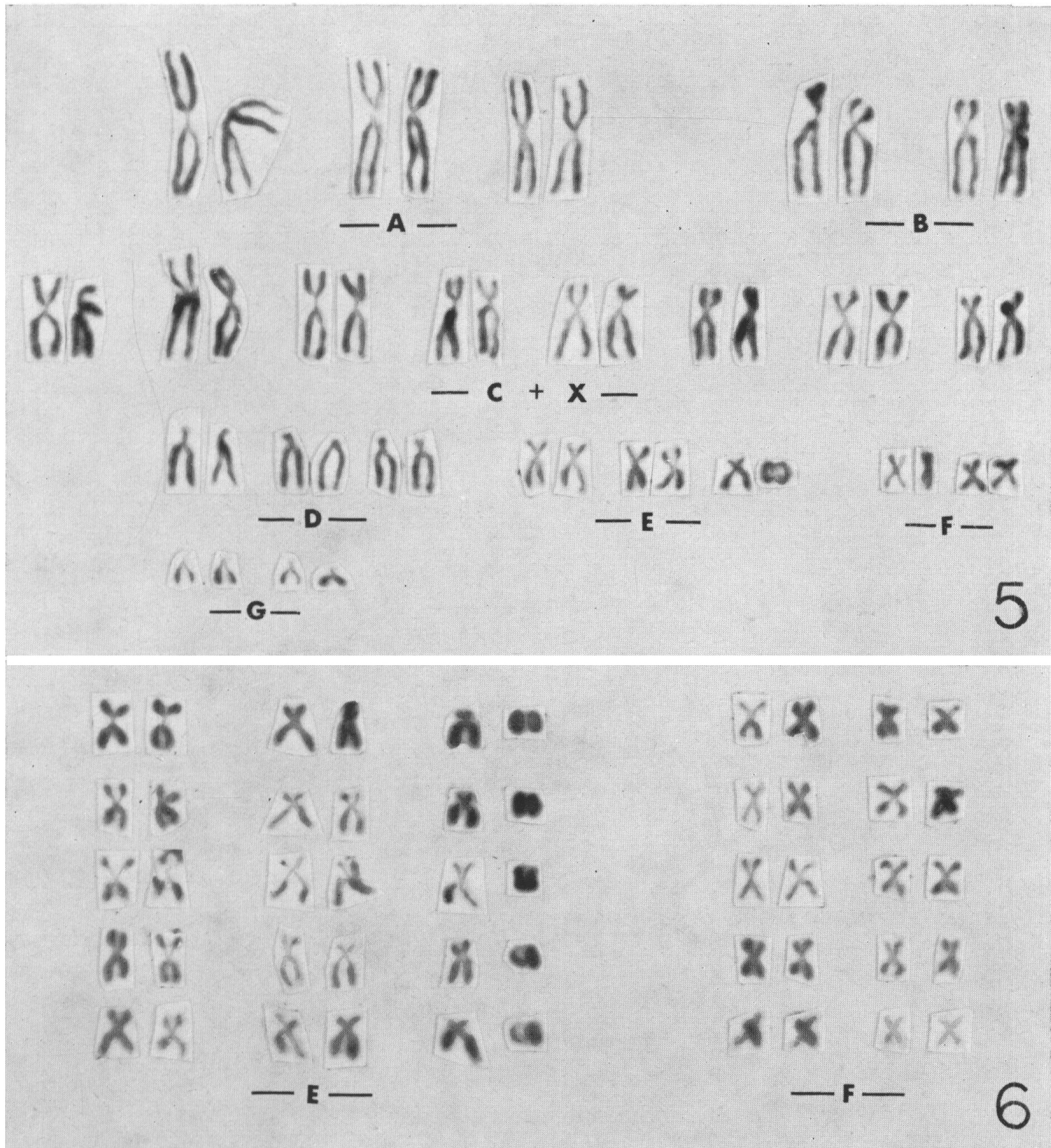 — A — — B —
— C + X —
— D — — E — — F —
— G —
5
— E — — F —
6